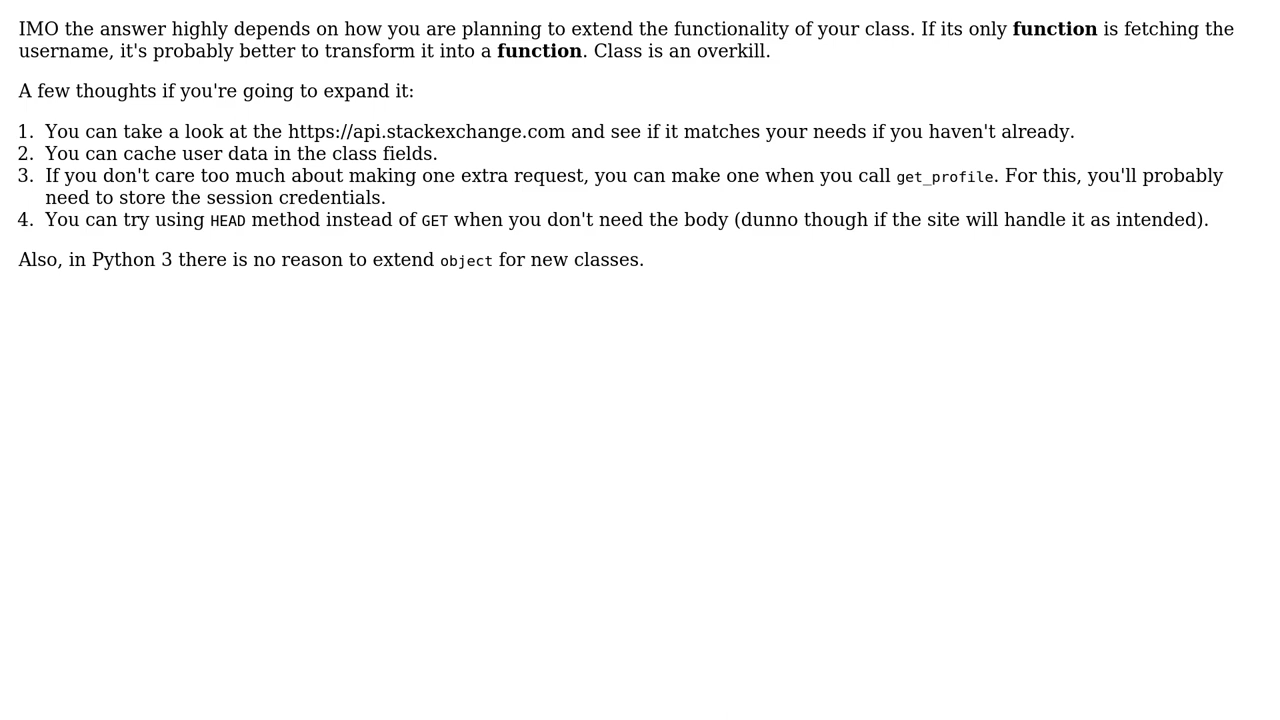 IMO the answer highly depends on how you are planning to extend the functionality of your class. If its only function is fetching the
username, it's probably better to transform it into a function. Class is an overkill.
A few thoughts if you're going to expand it:
1. You can take a look at the https://api.stackexchange.com and see if it matches your needs if you haven't already.
2. You can cache user data in the class fields.
3. If you don't care too much about making one extra request, you can make one when you call get_profile. For this, you'll probably
need to store the session credentials.
4. You can try using HEAD method instead of GET when you don't need the body (dunno though if the site will handle it as intended).
Also, in Python 3 there is no reason to extend object for new classes.